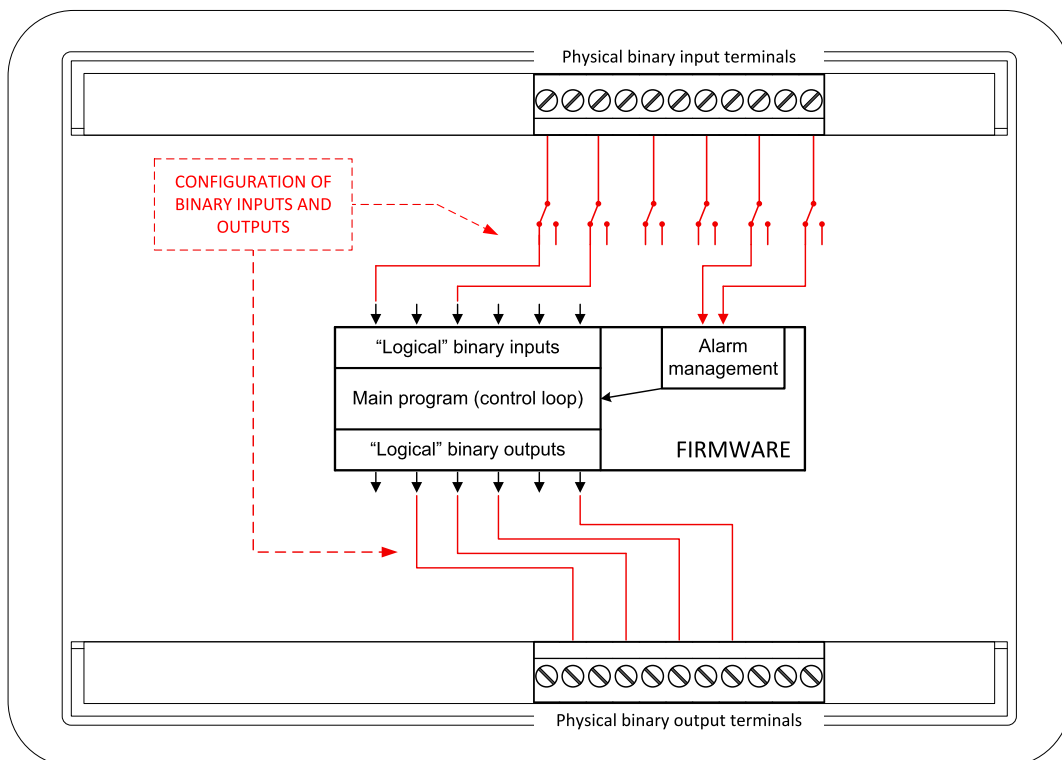 Physical binary input terminals
CONFIGURATION OF
BINARY INPUTS AND
OUTPUTS
“Logical” binary inputs
Alarm
management
Main program (control loop)
“Logical” binary outputs
FIRMWARE
Physical binary output terminals